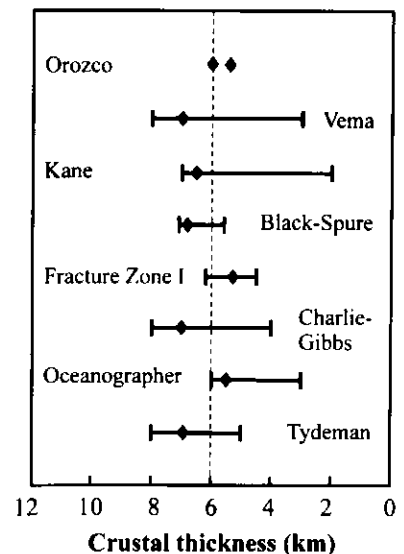 Orozco
Vema
Kane
Black-Spure
Fracture Zone I
Charlie-
Gibbs
Oceanographer
Tydeman
12 10 8 6 4 2 0
Crustal thickness (km)